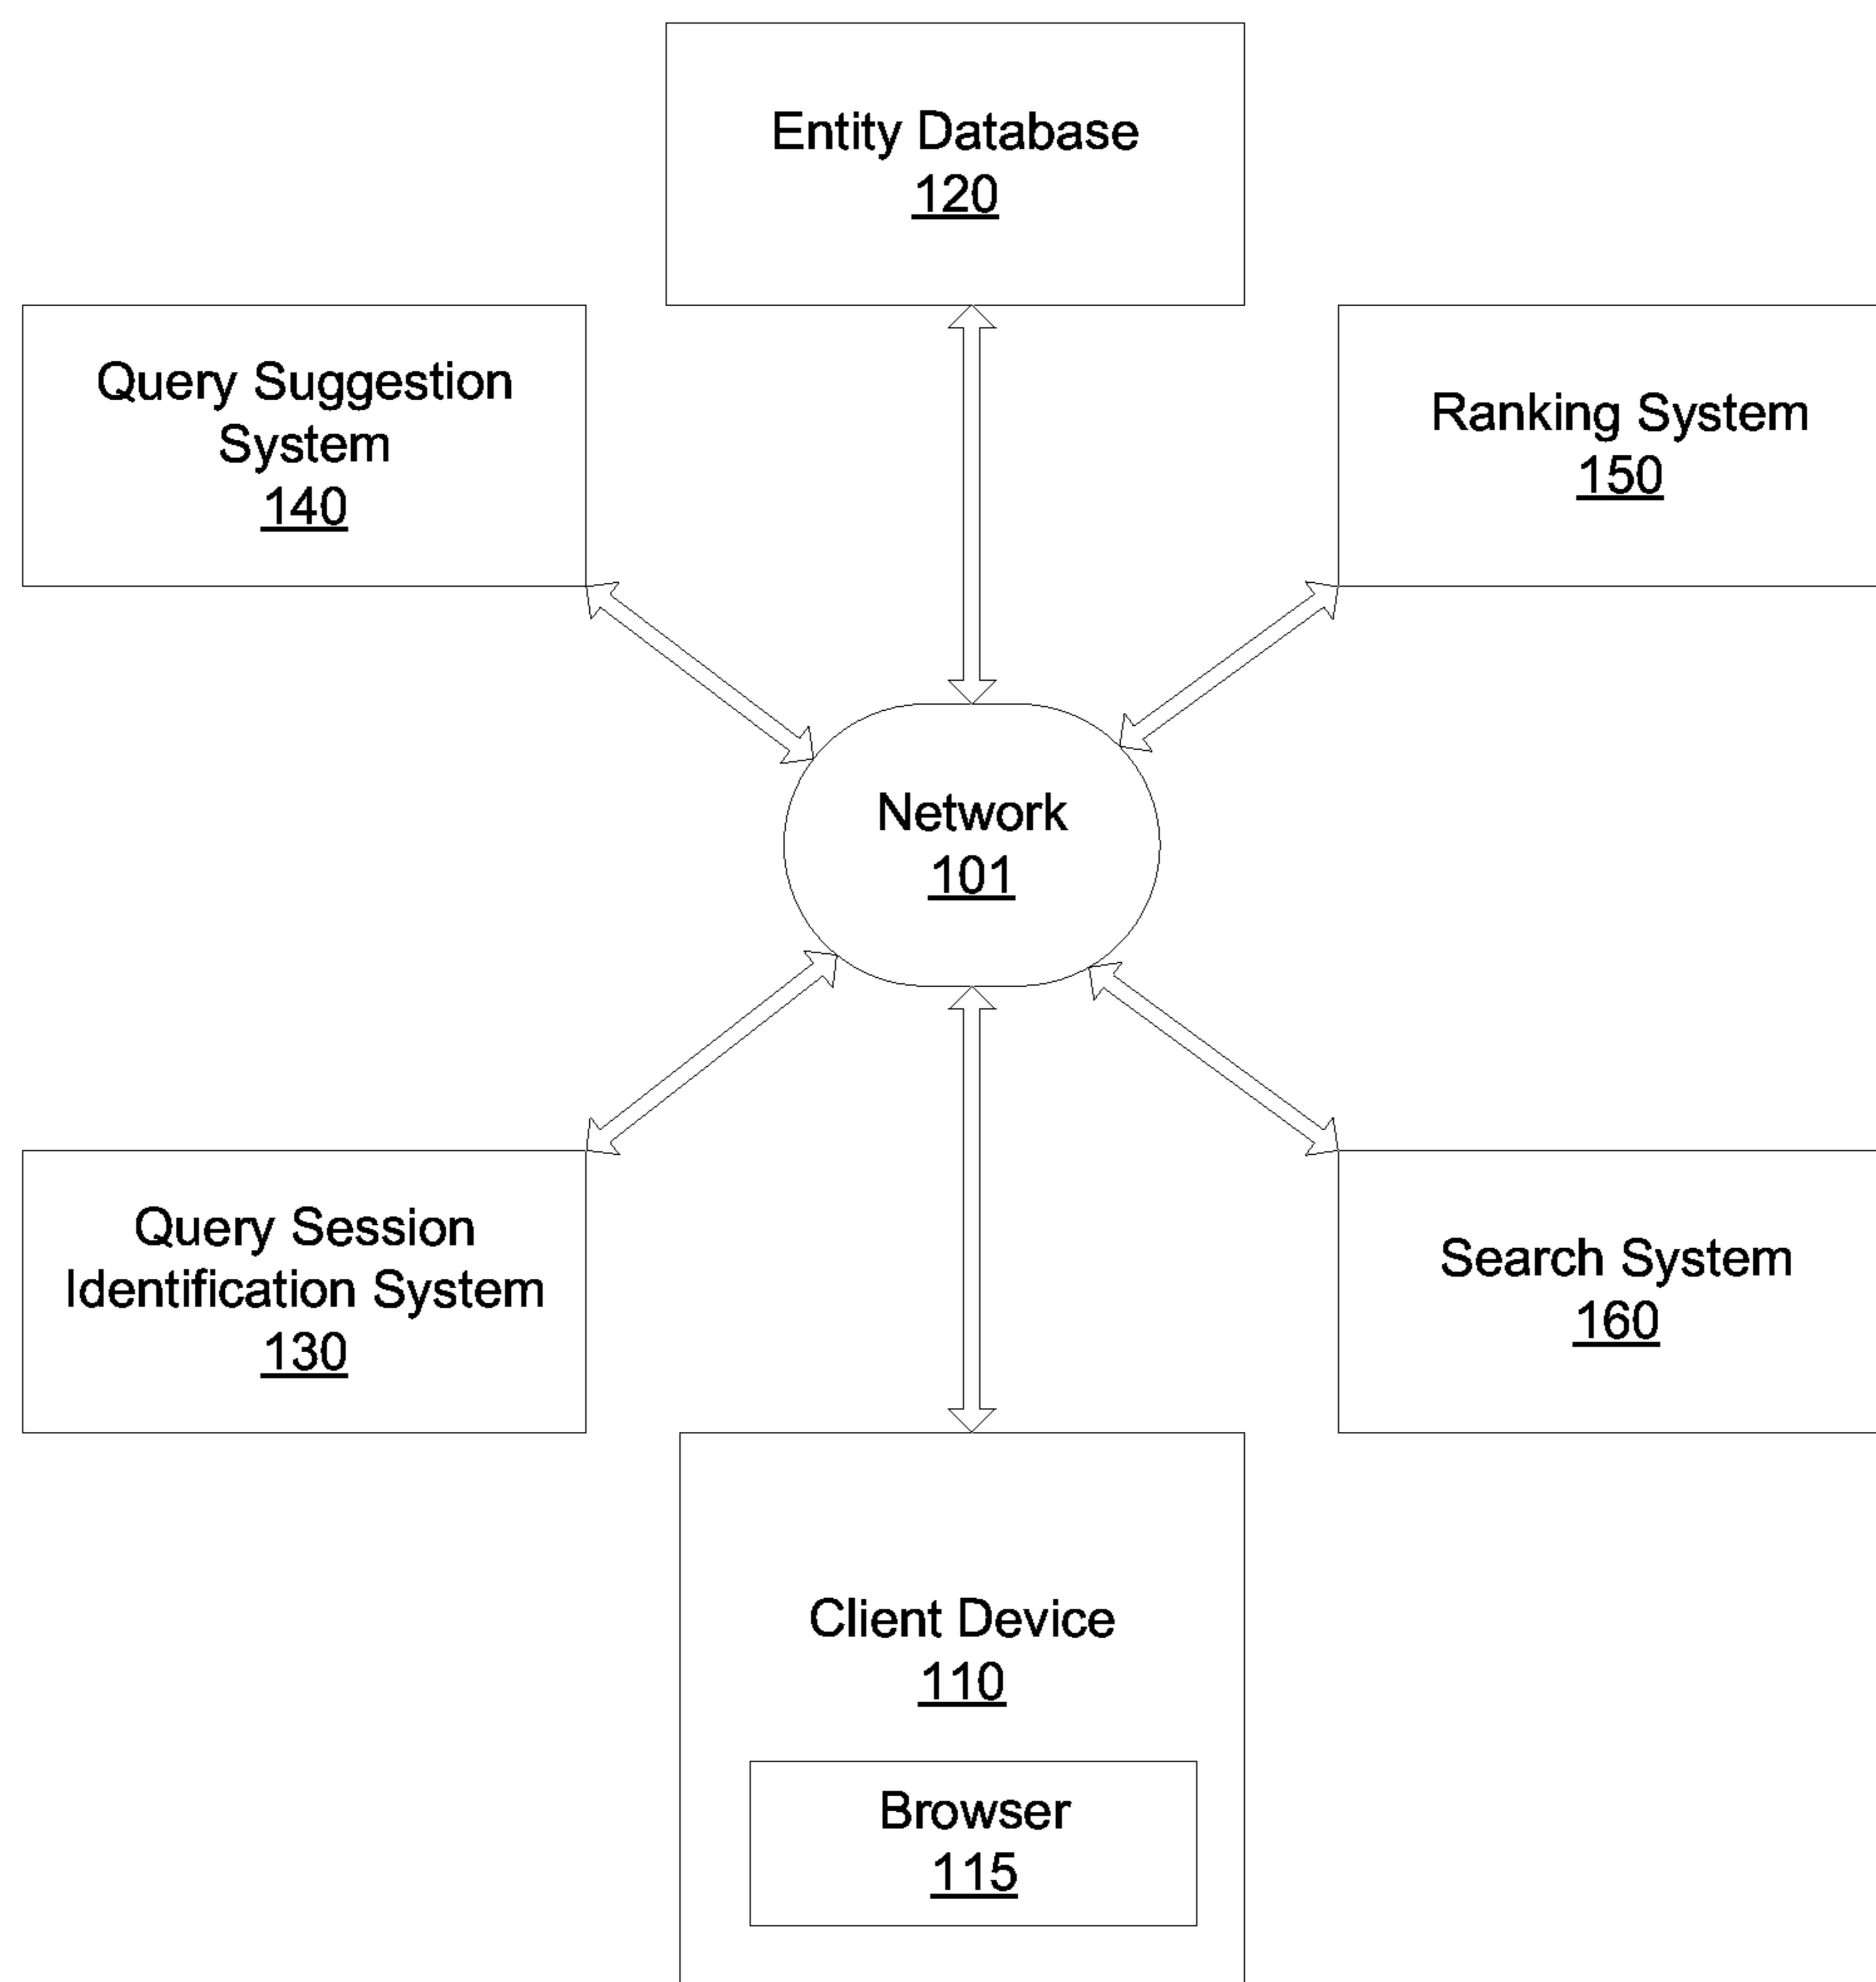 Entity Database
120
Query Suggestion
System
140
Ranking System
150
Network
101
Query Session
Identification System
130
Search System
160
Client Device
110
Browser
115